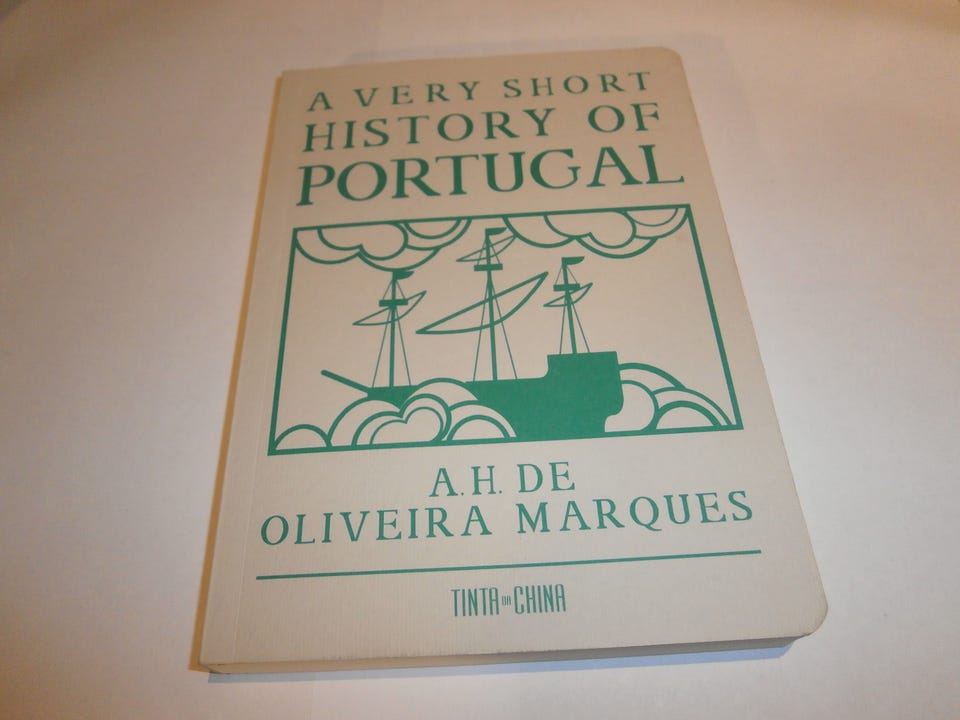 A VERY SHORT
HISTORY OF
PORTUGAL
A. H. DE
OLIVEIRA MARQUES
TINTA DA CHINA